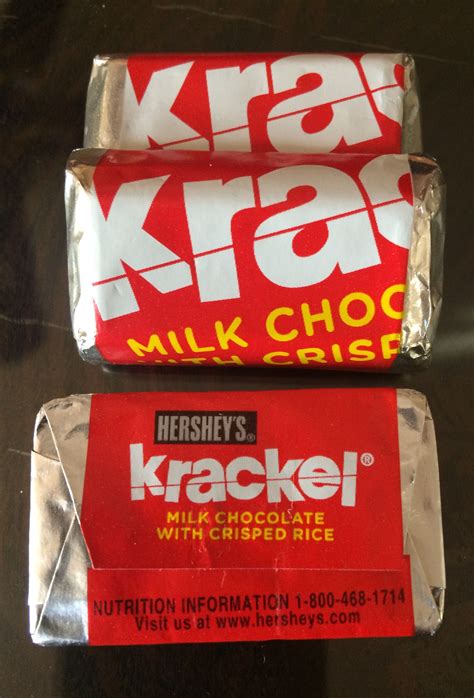 Kra
Krac
MILK CHOC
WITH CRISP
HERSHEY'S®
krackel®
MILK CHOCOLATE
WITH CRISPED RICE
NUTRITION INFORMATION 1-800-468-1714
Visit us at www.hersheys.com